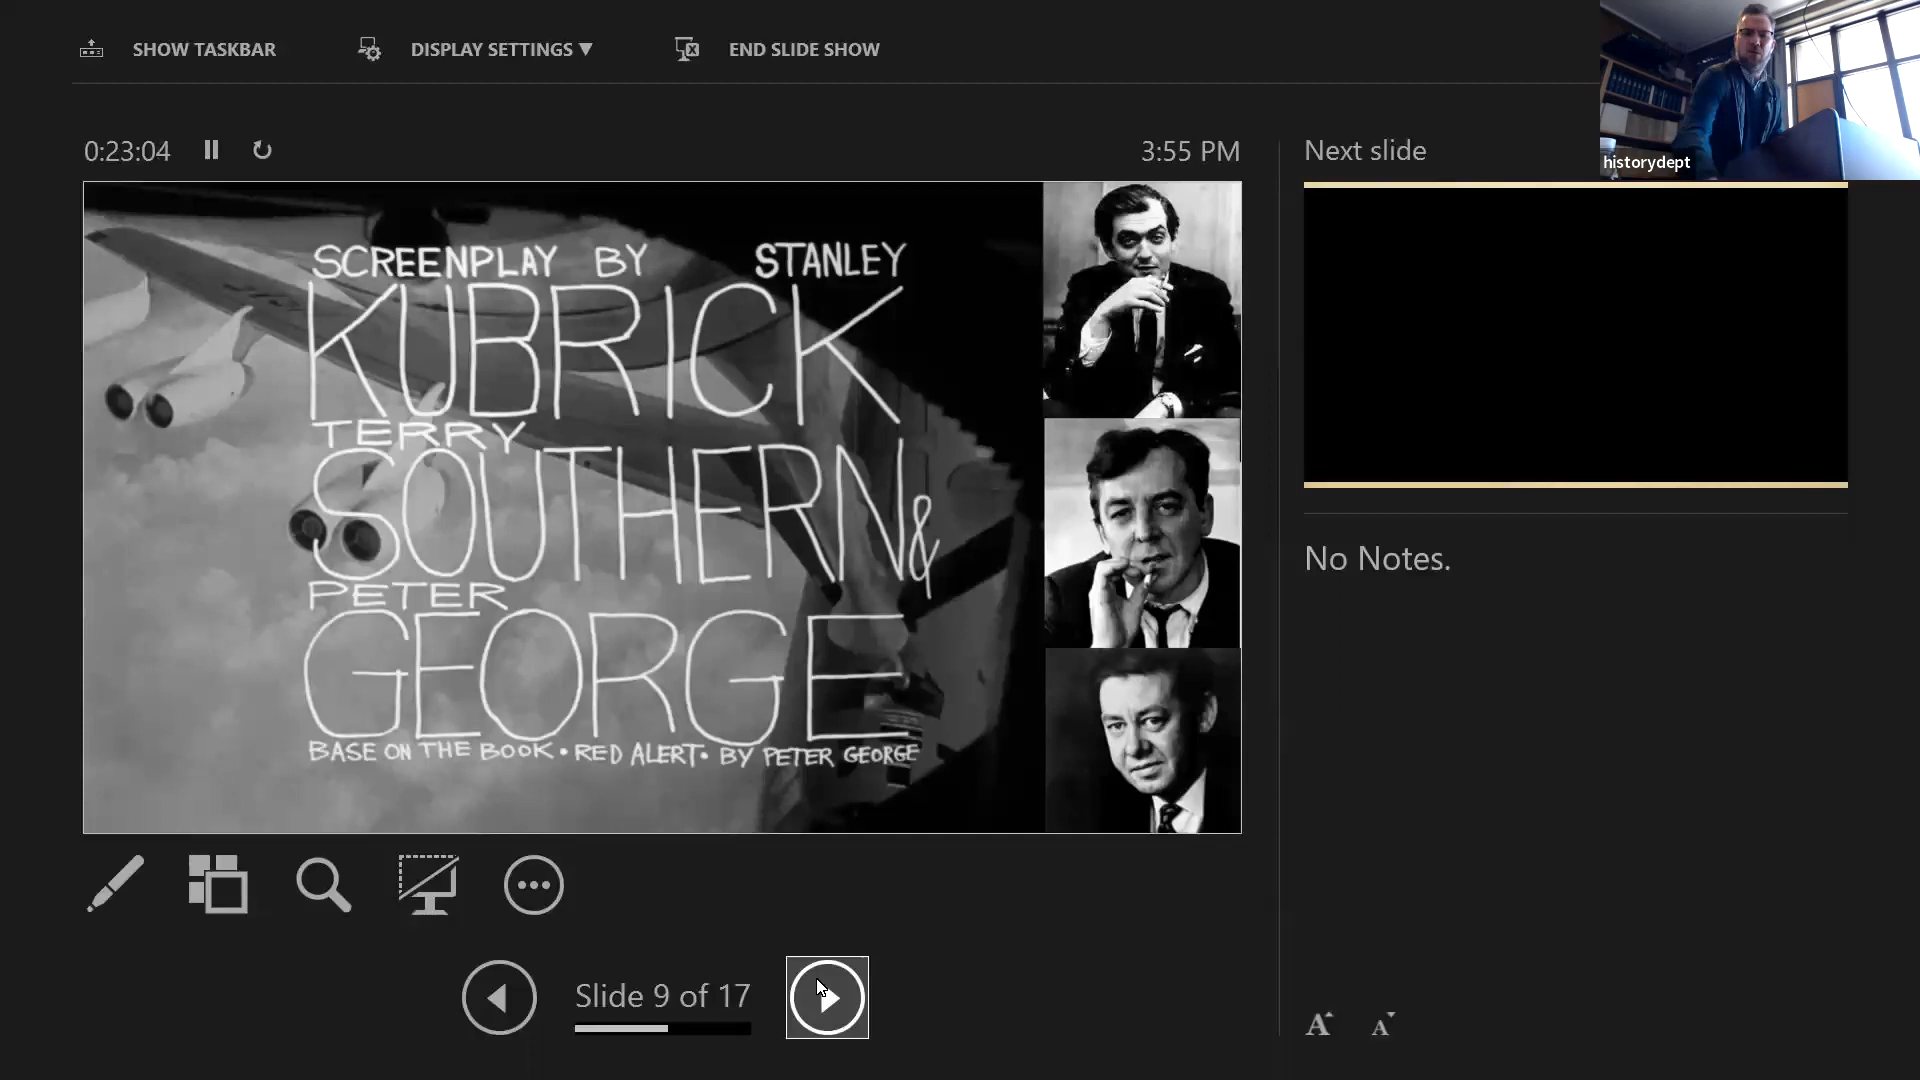 SHOW TASKBAR
DISPLAY SETTINGS ▼
END SLIDE SHOW
historydept
0:23:04
3:55 PM
Next slide
SCREENPLAY BY STANLEY
KUBRICK
TERRY
SOUTHERN &
PETER
GEORGE
BASE ON THE BOOK • RED ALERT • BY PETER GEORGE
No Notes.
Slide 9 of 17
A A